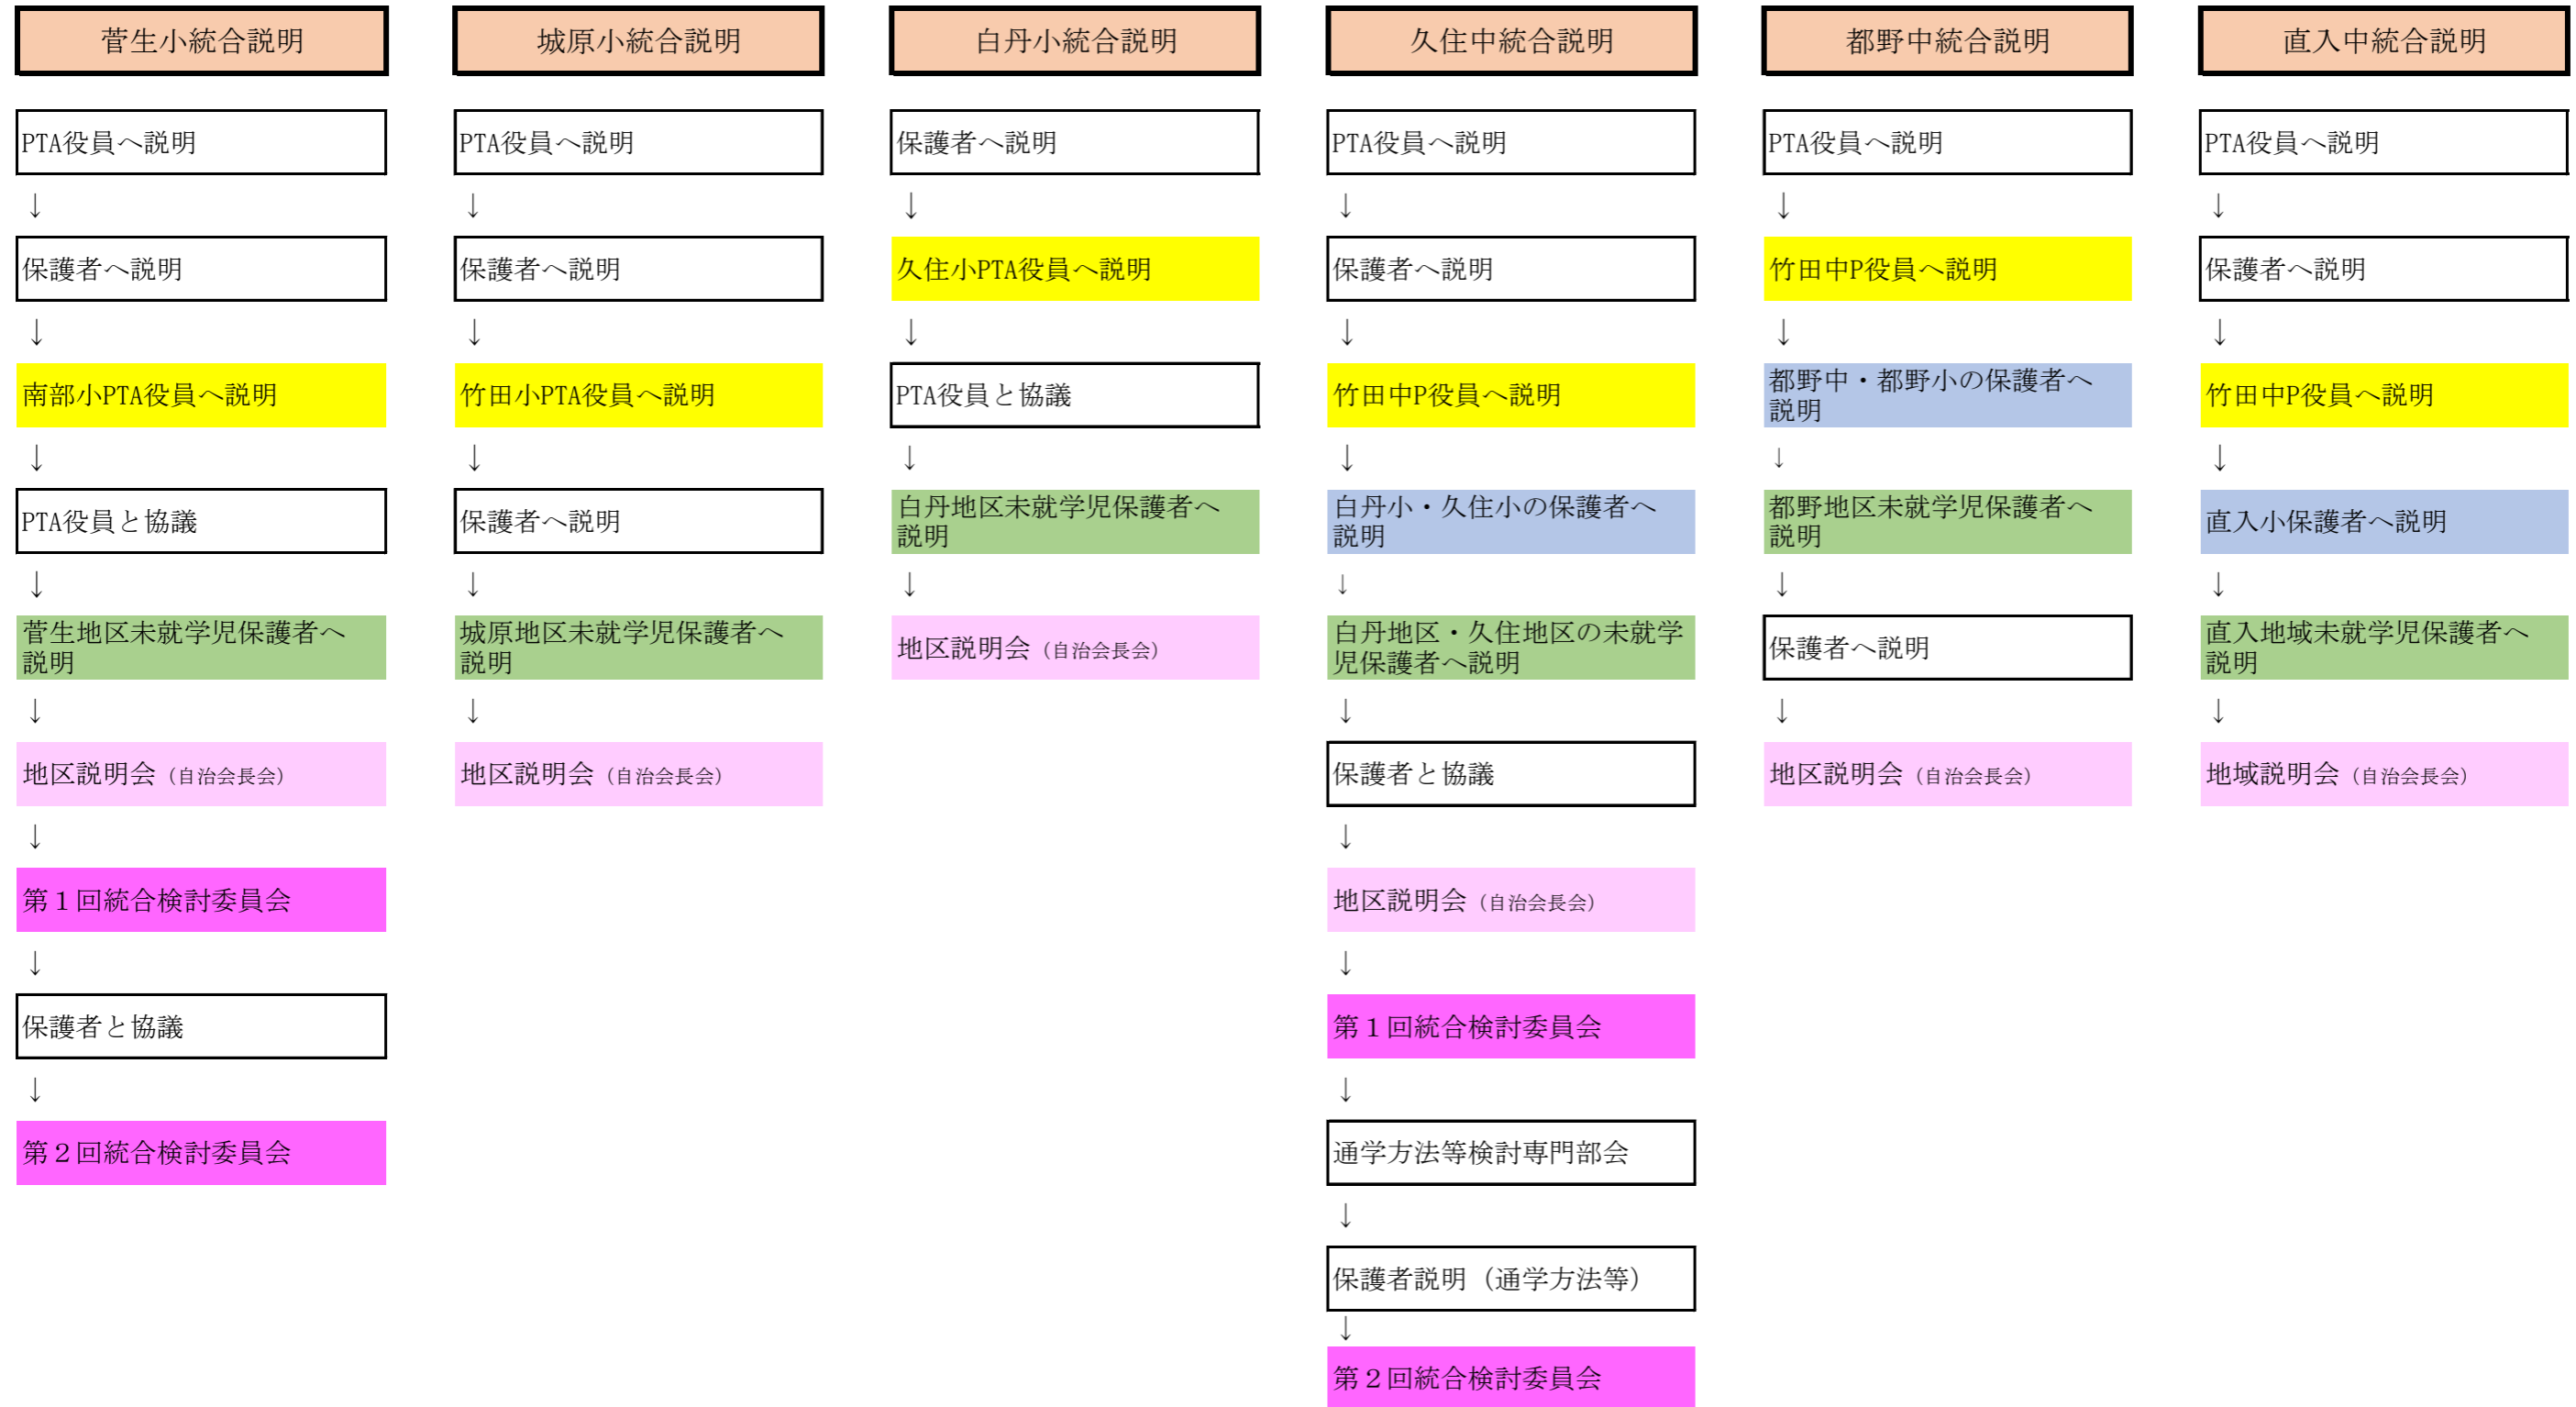 菅生小統合説明
PTA役員へ説明
↓
保護者へ説明
↓
南部小PTA役員へ説明
↓
PTA役員と協議
↓
菅生地区未就学児保護者へ
説明
↓
地区説明会（自治会長会）
↓
第１回統合検討委員会
↓
保護者と協議
↓
第２回統合検討委員会
城原小統合説明
PTA役員へ説明
↓
保護者へ説明
↓
竹田小PTA役員へ説明
↓
保護者へ説明
↓
城原地区未就学児保護者へ
説明
↓
地区説明会（自治会長会）
白丹小統合説明
保護者へ説明
↓
久住小PTA役員へ説明
↓
PTA役員と協議
↓
白丹地区未就学児保護者へ
説明
↓
地区説明会（自治会長会）
久住中統合説明
PTA役員へ説明
↓
保護者へ説明
↓
竹田中P役員へ説明
↓
白丹小・久住小の保護者へ
説明
↓
白丹地区・久住地区の未就学
児保護者へ説明
↓
保護者と協議
↓
地区説明会（自治会長会）
↓
第１回統合検討委員会
↓
通学方法等検討専門部会
↓
保護者説明（通学方法等）
↓
第２回統合検討委員会
都野中統合説明
PTA役員へ説明
↓
竹田中P役員へ説明
↓
都野中・都野小の保護者へ
説明
↓
都野地区未就学児保護者へ
説明
↓
保護者へ説明
↓
地区説明会（自治会長会）
直入中統合説明
PTA役員へ説明
↓
保護者へ説明
↓
竹田中P役員へ説明
↓
直入小保護者へ説明
↓
直入地域未就学児保護者へ
説明
↓
地域説明会（自治会長会）